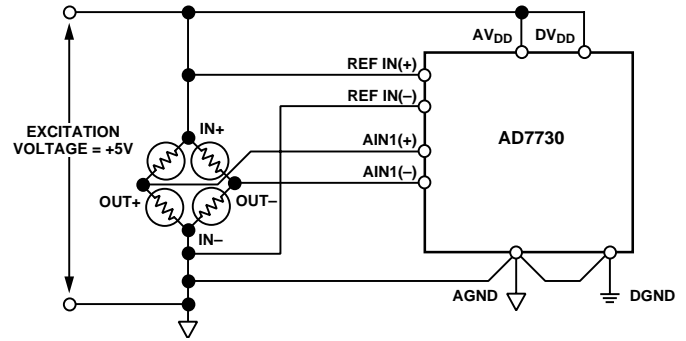 AVDD DVDD
REF IN(+)
REF IN(–)
EXCITATION
VOLTAGE = +5V
IN+
AIN1(+)
AD7730
AIN1(–)
OUT+
OUT–
IN–
AGND
DGND